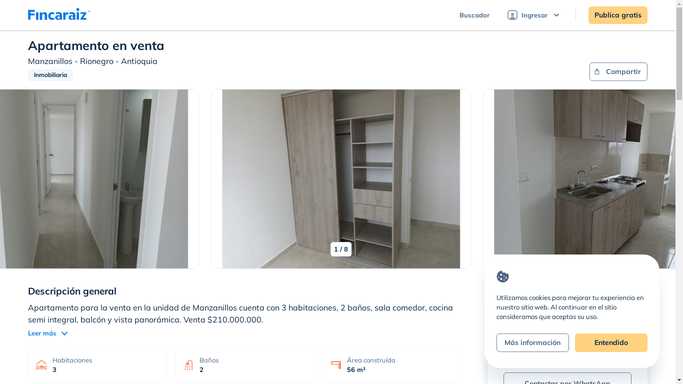 Fincaraiz
Buscador
Ingresar
Publica gratis
Apartamento en venta
Manzanillos - Rionegro - Antioquia
Inmobiliaria
Compartir
1 / 8
Descripción general
Apartamento para la venta en la unidad de Manzanillos cuenta con 3 habitaciones, 2 baños, sala comedor, cocina
semi integral, balcón y vista panorámica. Venta $210.000.000.
Leer más
Habitaciones
3
Baños
2
Área construida
56 m²
Utilizamos cookies para mejorar tu experiencia en
nuestro sitio web. Al continuar en el sitio
consideramos que aceptas su uso.
Más información
Entendido
Contactar por WhatsApp